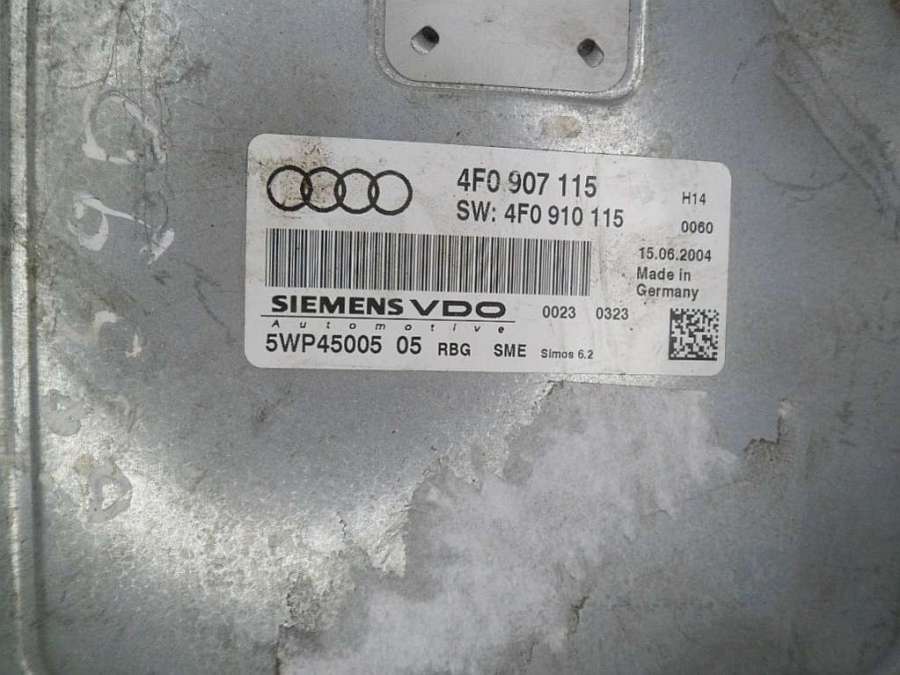 4F0 907 115
SW: 4F0 910 115
H14
0060
15.06.2004
Made in
Germany
SIEMENS VDO
Automotive
0023 0323
5WP45005 05 RBG SME Simos 6.2